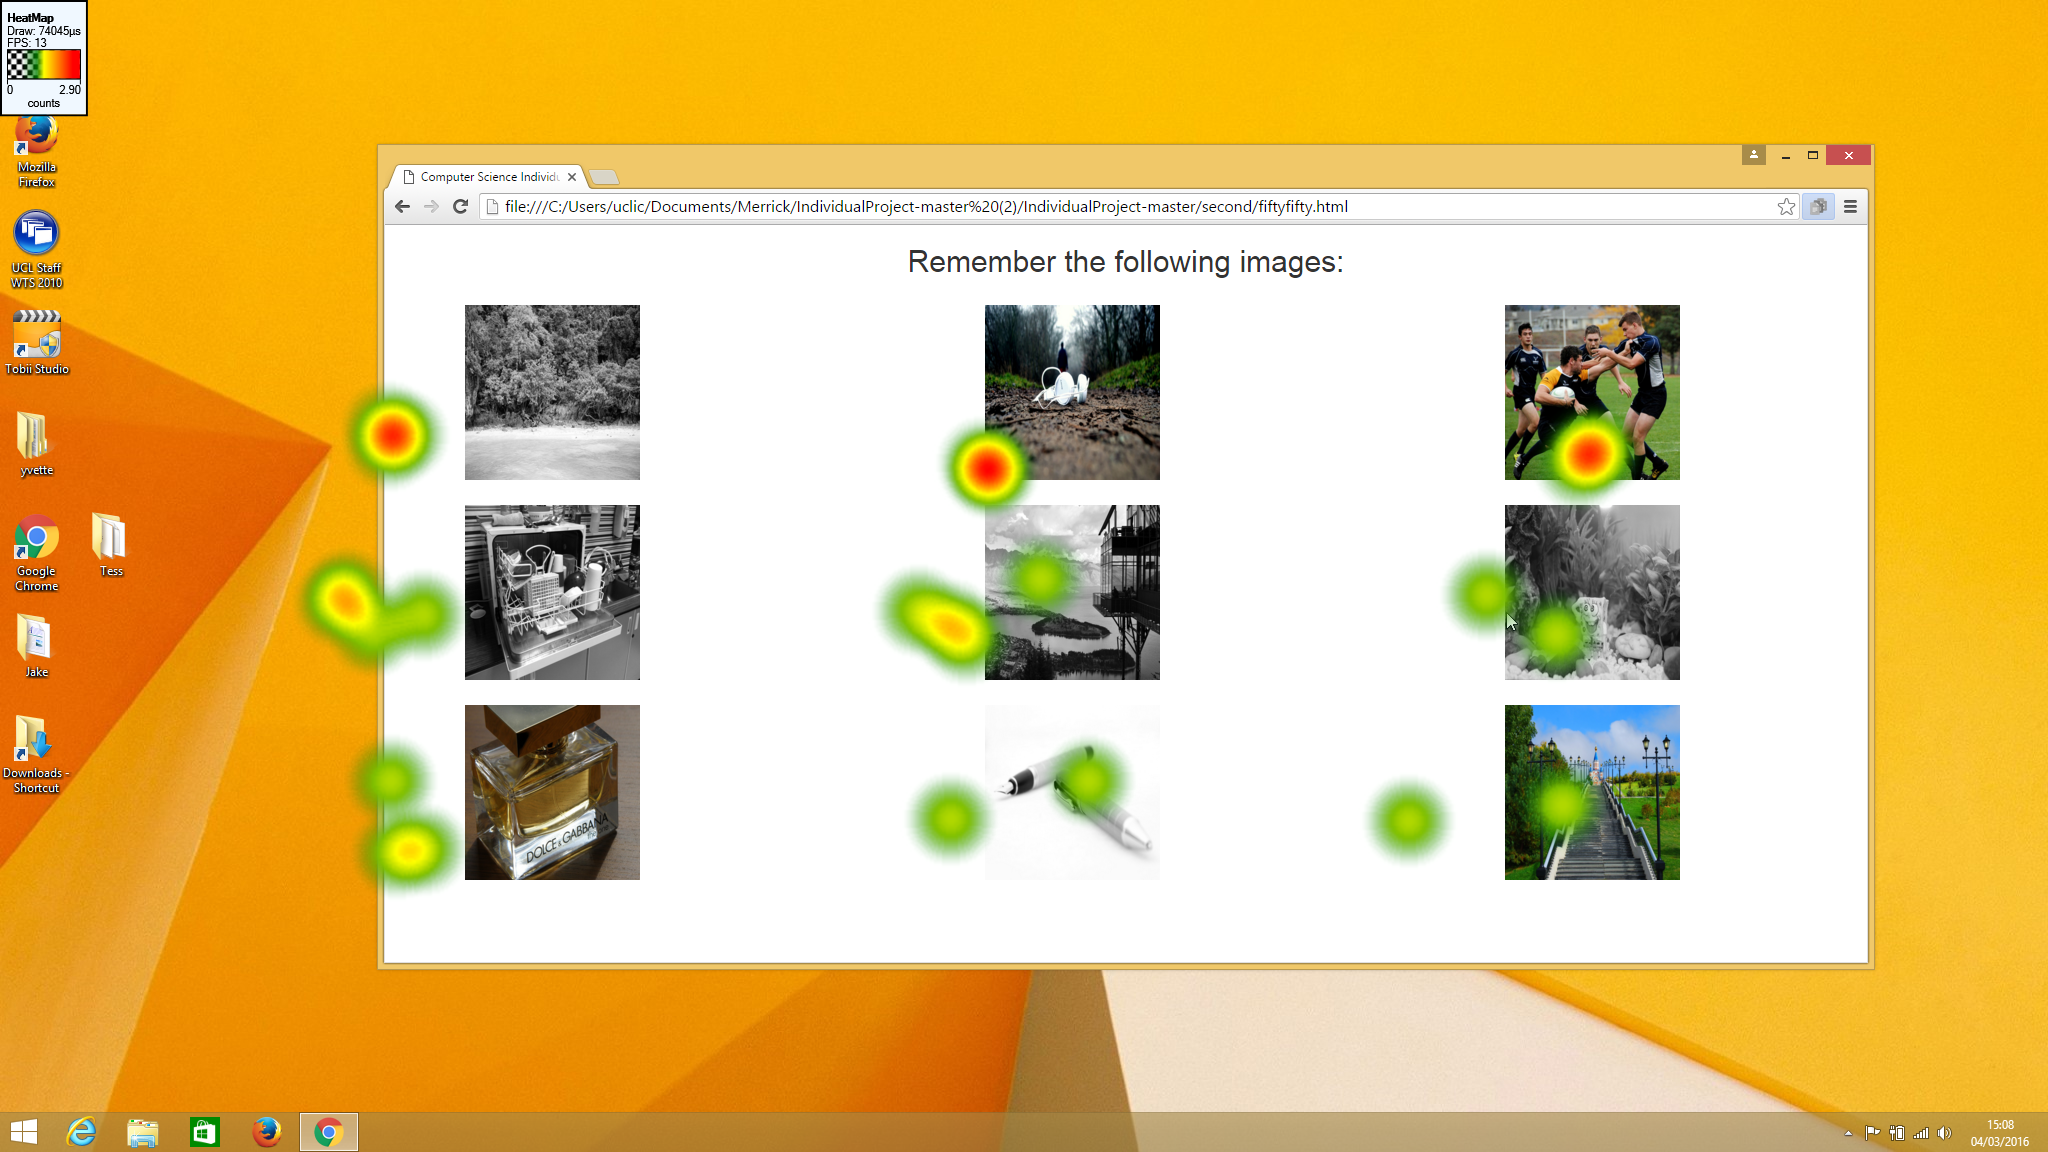 HeatMap
Draw: 74045µs
FPS: 13
0 2.90
counts
Mozilla
Firefox
UCL Staff
WTS 2010
Tobii Studio
yvette
Google
Chrome
Tess
Jake
Downloads -
Shortcut
Computer Science Individu
file:///C:/Users/uclic/Documents/Merrick/IndividualProject-master%20(2)/IndividualProject-master/second/fiftyfifty.html
Remember the following images:
DOLCE & GABBANA
15:08
04/03/2016